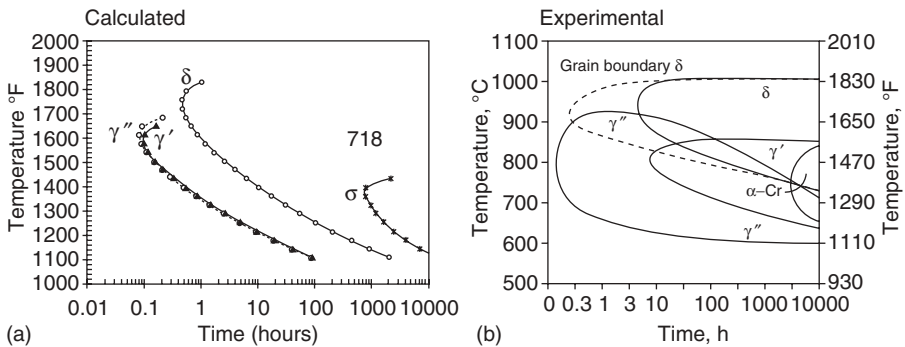 Calculated
Temperature °F
2000
1900
1800
1700
1600
1500
1400
1300
1200
1100
1000
δ
γ″
γ′
718
σ
0.01
0.1
1
10
100
1000
10000
(a)
Time (hours)
Experimental
Temperature, °C
1100
1000
900
800
700
600
500
Grain boundary δ
δ
γ″
γ′
α–Cr
γ″
2010
1830
1650
1470
1290
1110
930
Temperature, °F
0
0.3
1
3
10
100
1000
10000
(b)
Time, h